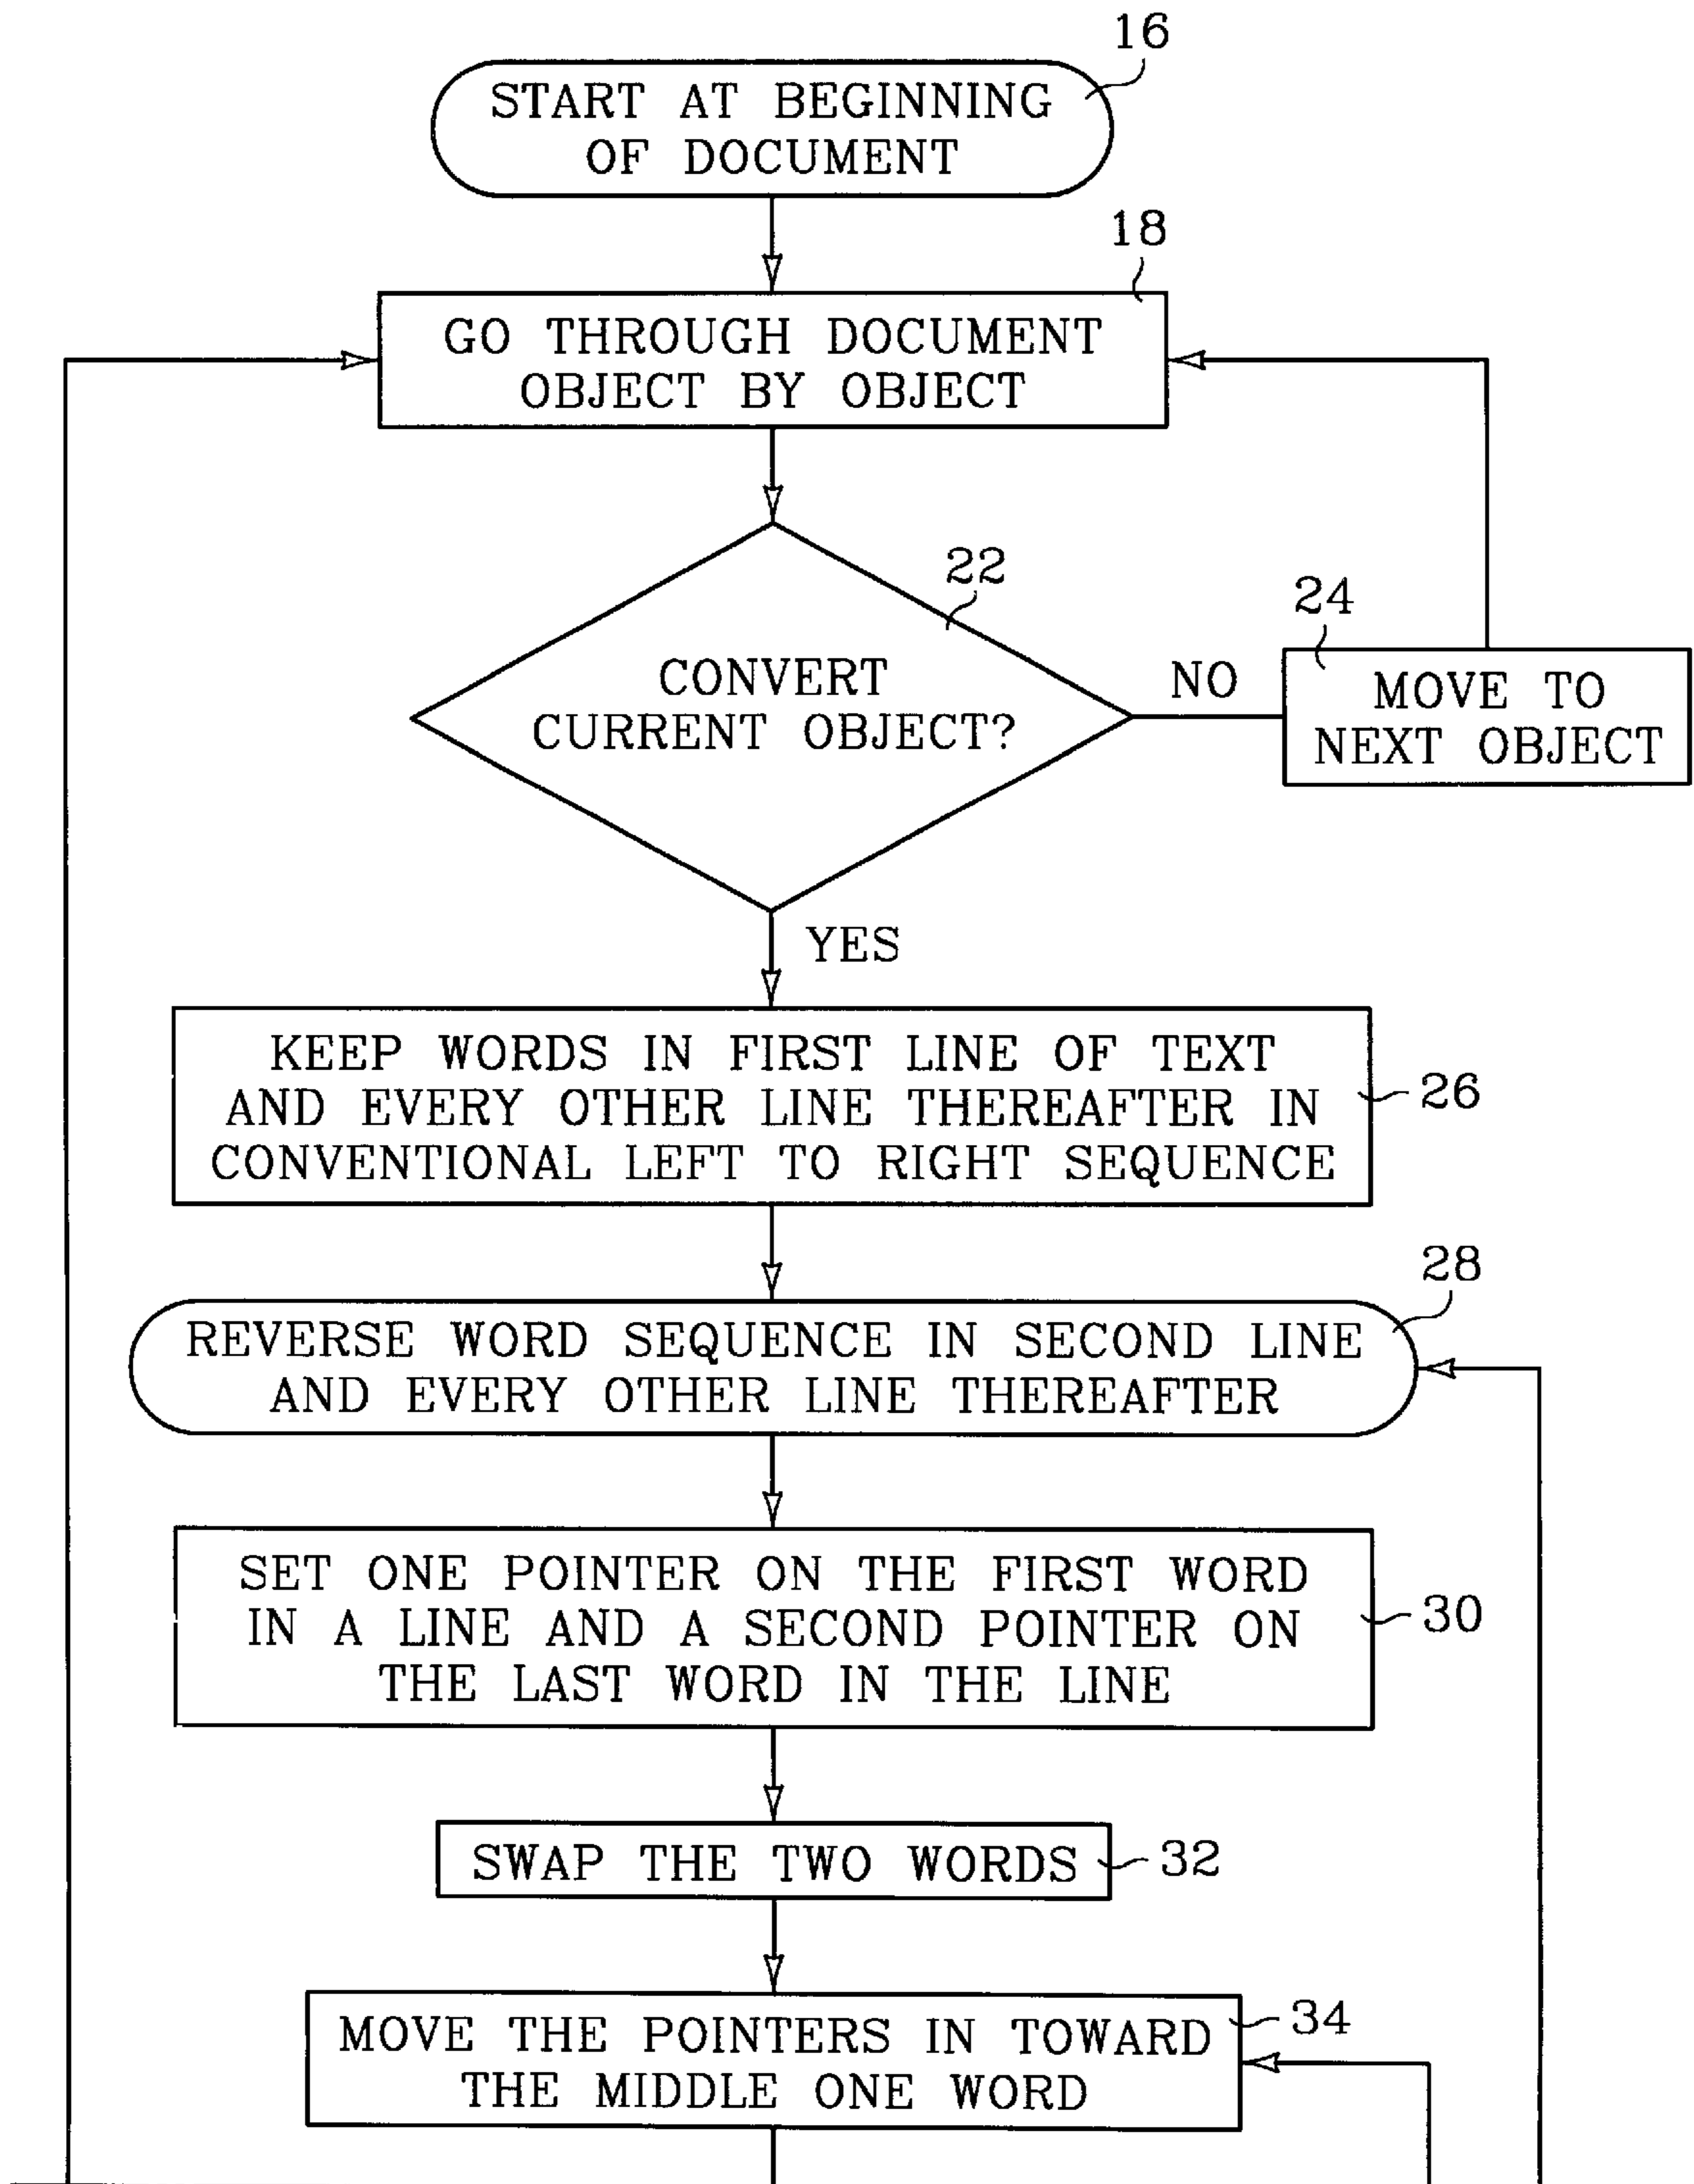 16
START AT BEGINNING
OF DOCUMENT
18
GO THROUGH DOCUMENT
OBJECT BY OBJECT
22
CONVERT
CURRENT OBJECT?
NO
24
MOVE TO
NEXT OBJECT
YES
KEEP WORDS IN FIRST LINE OF TEXT
AND EVERY OTHER LINE THEREAFTER IN
CONVENTIONAL LEFT TO RIGHT SEQUENCE
26
28
REVERSE WORD SEQUENCE IN SECOND LINE
AND EVERY OTHER LINE THEREAFTER
SET ONE POINTER ON THE FIRST WORD
IN A LINE AND A SECOND POINTER ON
THE LAST WORD IN THE LINE
30
SWAP THE TWO WORDS
32
MOVE THE POINTERS IN TOWARD
THE MIDDLE ONE WORD
34